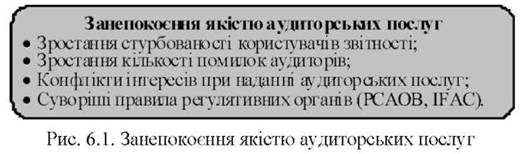 Занепокоєння якістю аудиторських послуг
• Зростання стурбованості користувачів звітності;
• Зростання кількості помилок аудиторів;
• Конфлікти інтересів при наданні аудиторських послуг;
• Суворіші правила регулятивних органів (PCAOB, IFAC).
Рис. 6.1. Занепокоєння якістю аудиторських послуг